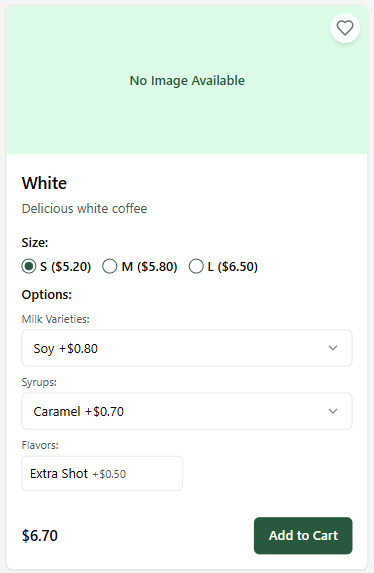 No Image Available
White
Delicious white coffee
Size:
S ($5.20) M ($5.80) L ($6.50)
Options:
Milk Varieties:
Soy +$0.80
Syrups:
Caramel +$0.70
Flavors:
Extra Shot +$0.50
$6.70 Add to Cart